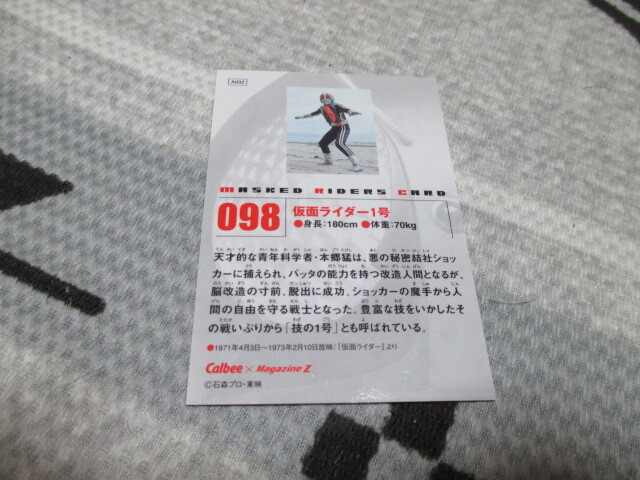 A002
MASKED RIDERS CARD
098
仮面ライダー1号
●身長:180cm ●体重:70kg
天才的な青年科学者・本郷猛は、悪の秘密結社ショッ
カーに捕えられ、バッタの能力を持つ改造人間となるが、
脳改造の寸前、脱出に成功。ショッカーの魔手から人
間の自由を守る戦士となった。豊富な技をいかしたそ
の戦いぶりから「技の1号」とも呼ばれている。
●1971年4月3日〜1973年2月10日放映:「仮面ライダー」より
Calbee × Magazine Z
©石森プロ・東映